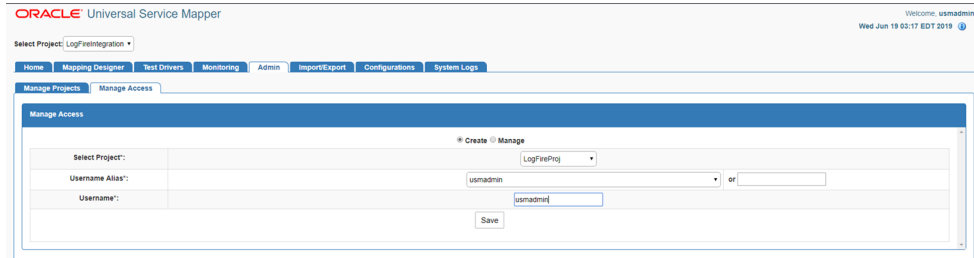 ORACLE Universal Service Mapper
Welcome, usmadmin
Wed Jun 19 03:17 EDT 2019
Select Project: LogFireIntegration
Home Mapping Designer Test Drivers Monitoring Admin Import/Export Configurations System Logs
Manage Projects Manage Access
Manage Access
Create Manage
Select Project*: LogFireProj
Username Alias*: usmadmin or
Username*: usmadmin
Save